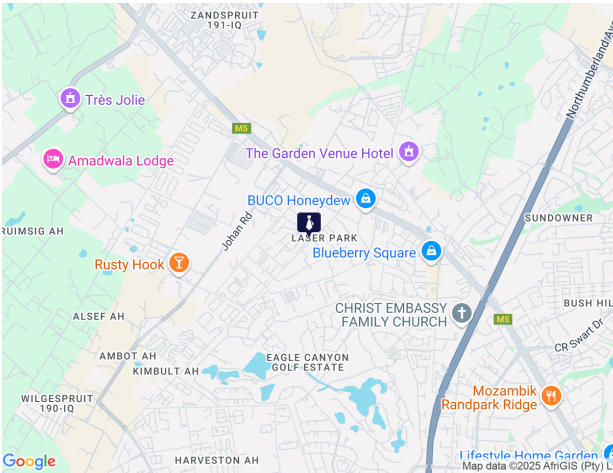 ZANDSPRUIT
191-IQ
Northumberland Av
Très Jolie
M5
The Garden Venue Hotel
Amadwala Lodge
BUCO Honeydew
SUNDOWNER
RUIMSIG AH
Johan Rd
LASER PARK
Blueberry Square
Rusty Hook
BUSH HIL
CHRIST EMBASSY
FAMILY CHURCH
M5
ALSEF AH
CR Swart Dr
AMBOT AH
EAGLE CANYON
GOLF ESTATE
KIMBULT AH
Mozambik
Randpark Ridge
WILGESPRUIT
190-IQ
Lifestyle Home Garden
HARVESTON AH
Google
Map data ©2025 AfriGIS (Pty)